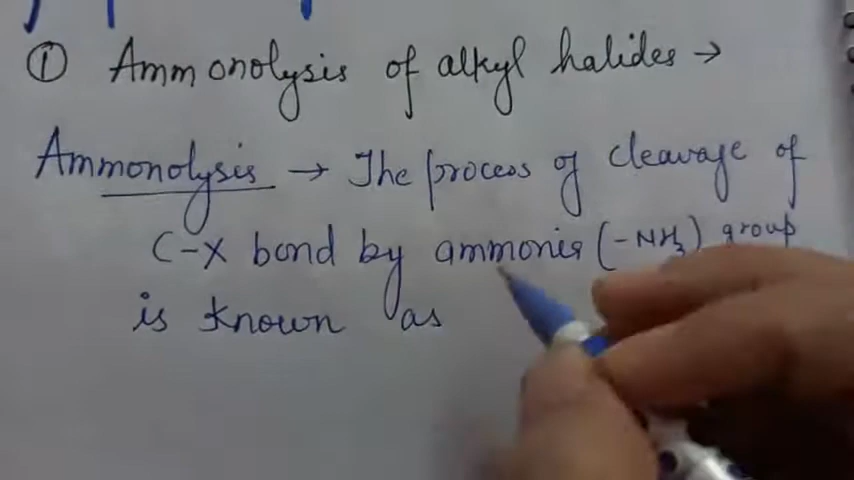 ① Ammonolysis of alkyl halides →
Ammonolysis → The process of cleavage of
C-X bond by ammonia (-NH3) group
is known as